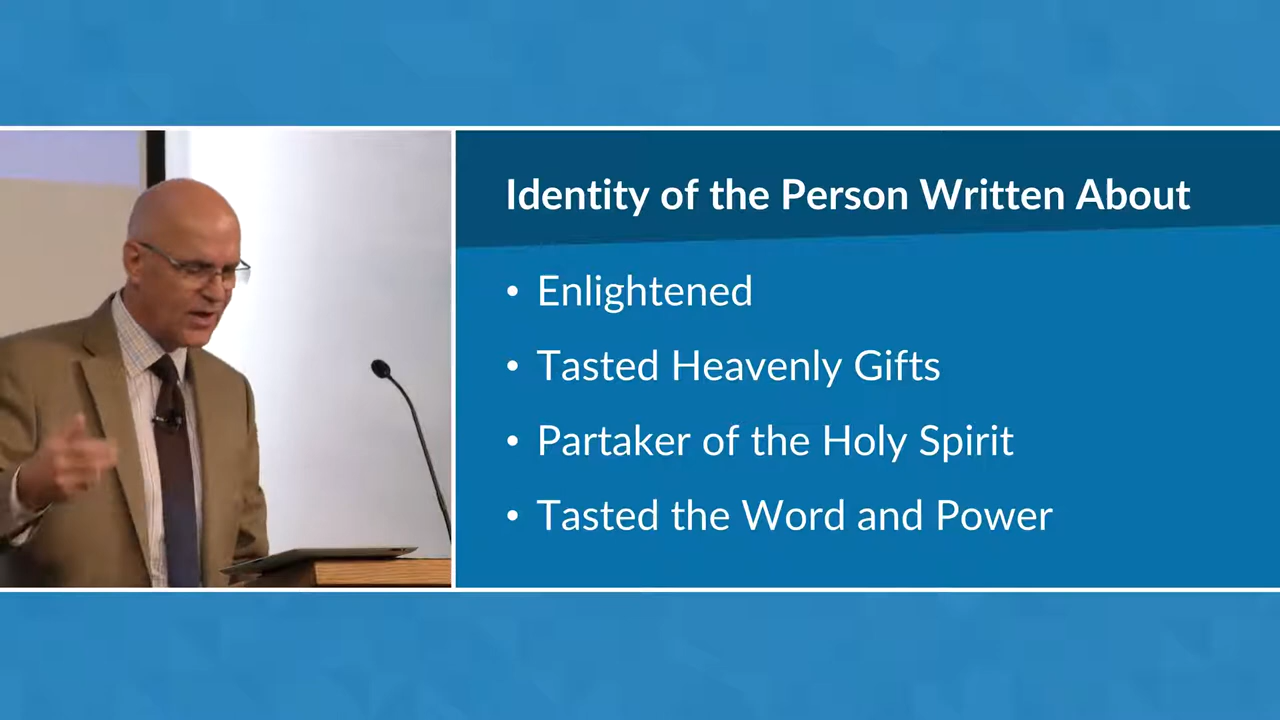 Identity of the Person Written About
• Enlightened
• Tasted Heavenly Gifts
• Partaker of the Holy Spirit
• Tasted the Word and Power